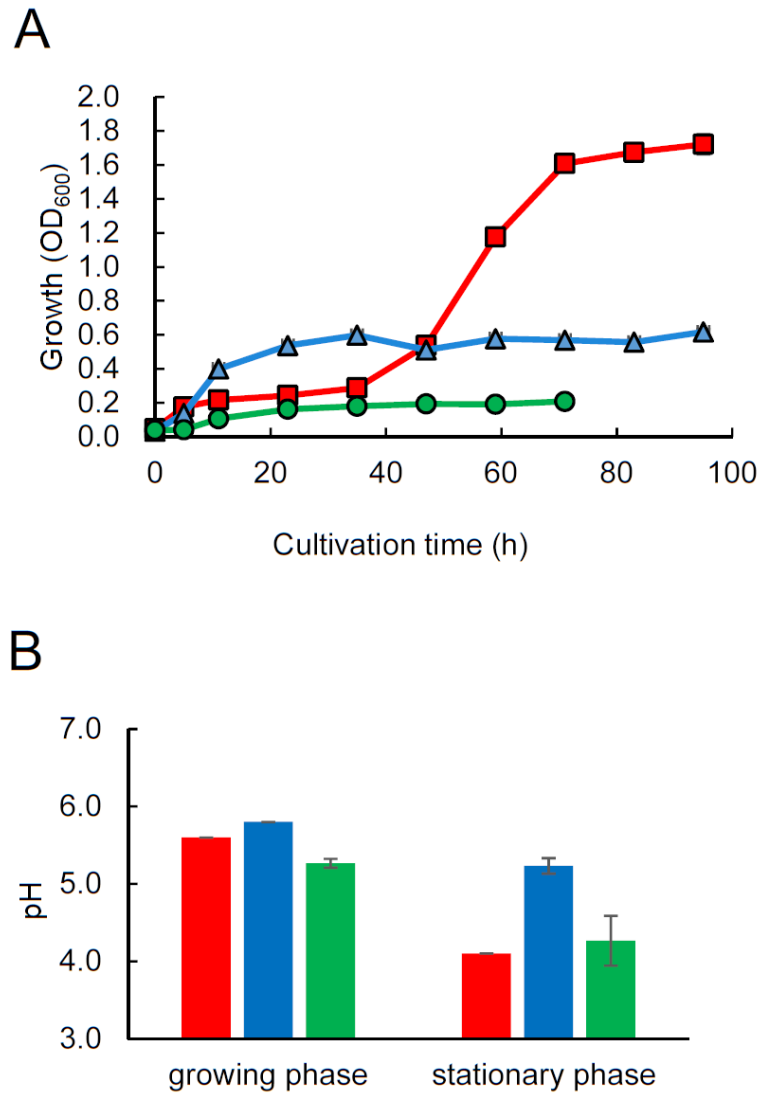 A
2.0
1.8
1.6
1.4
1.2
1.0
0.8
0.6
0.4
0.2
0.0
Growth (OD600)
0 20 40 60 80 100
Cultivation time (h)
B
7.0
6.0
5.0
4.0
3.0
pH
growing phase stationary phase